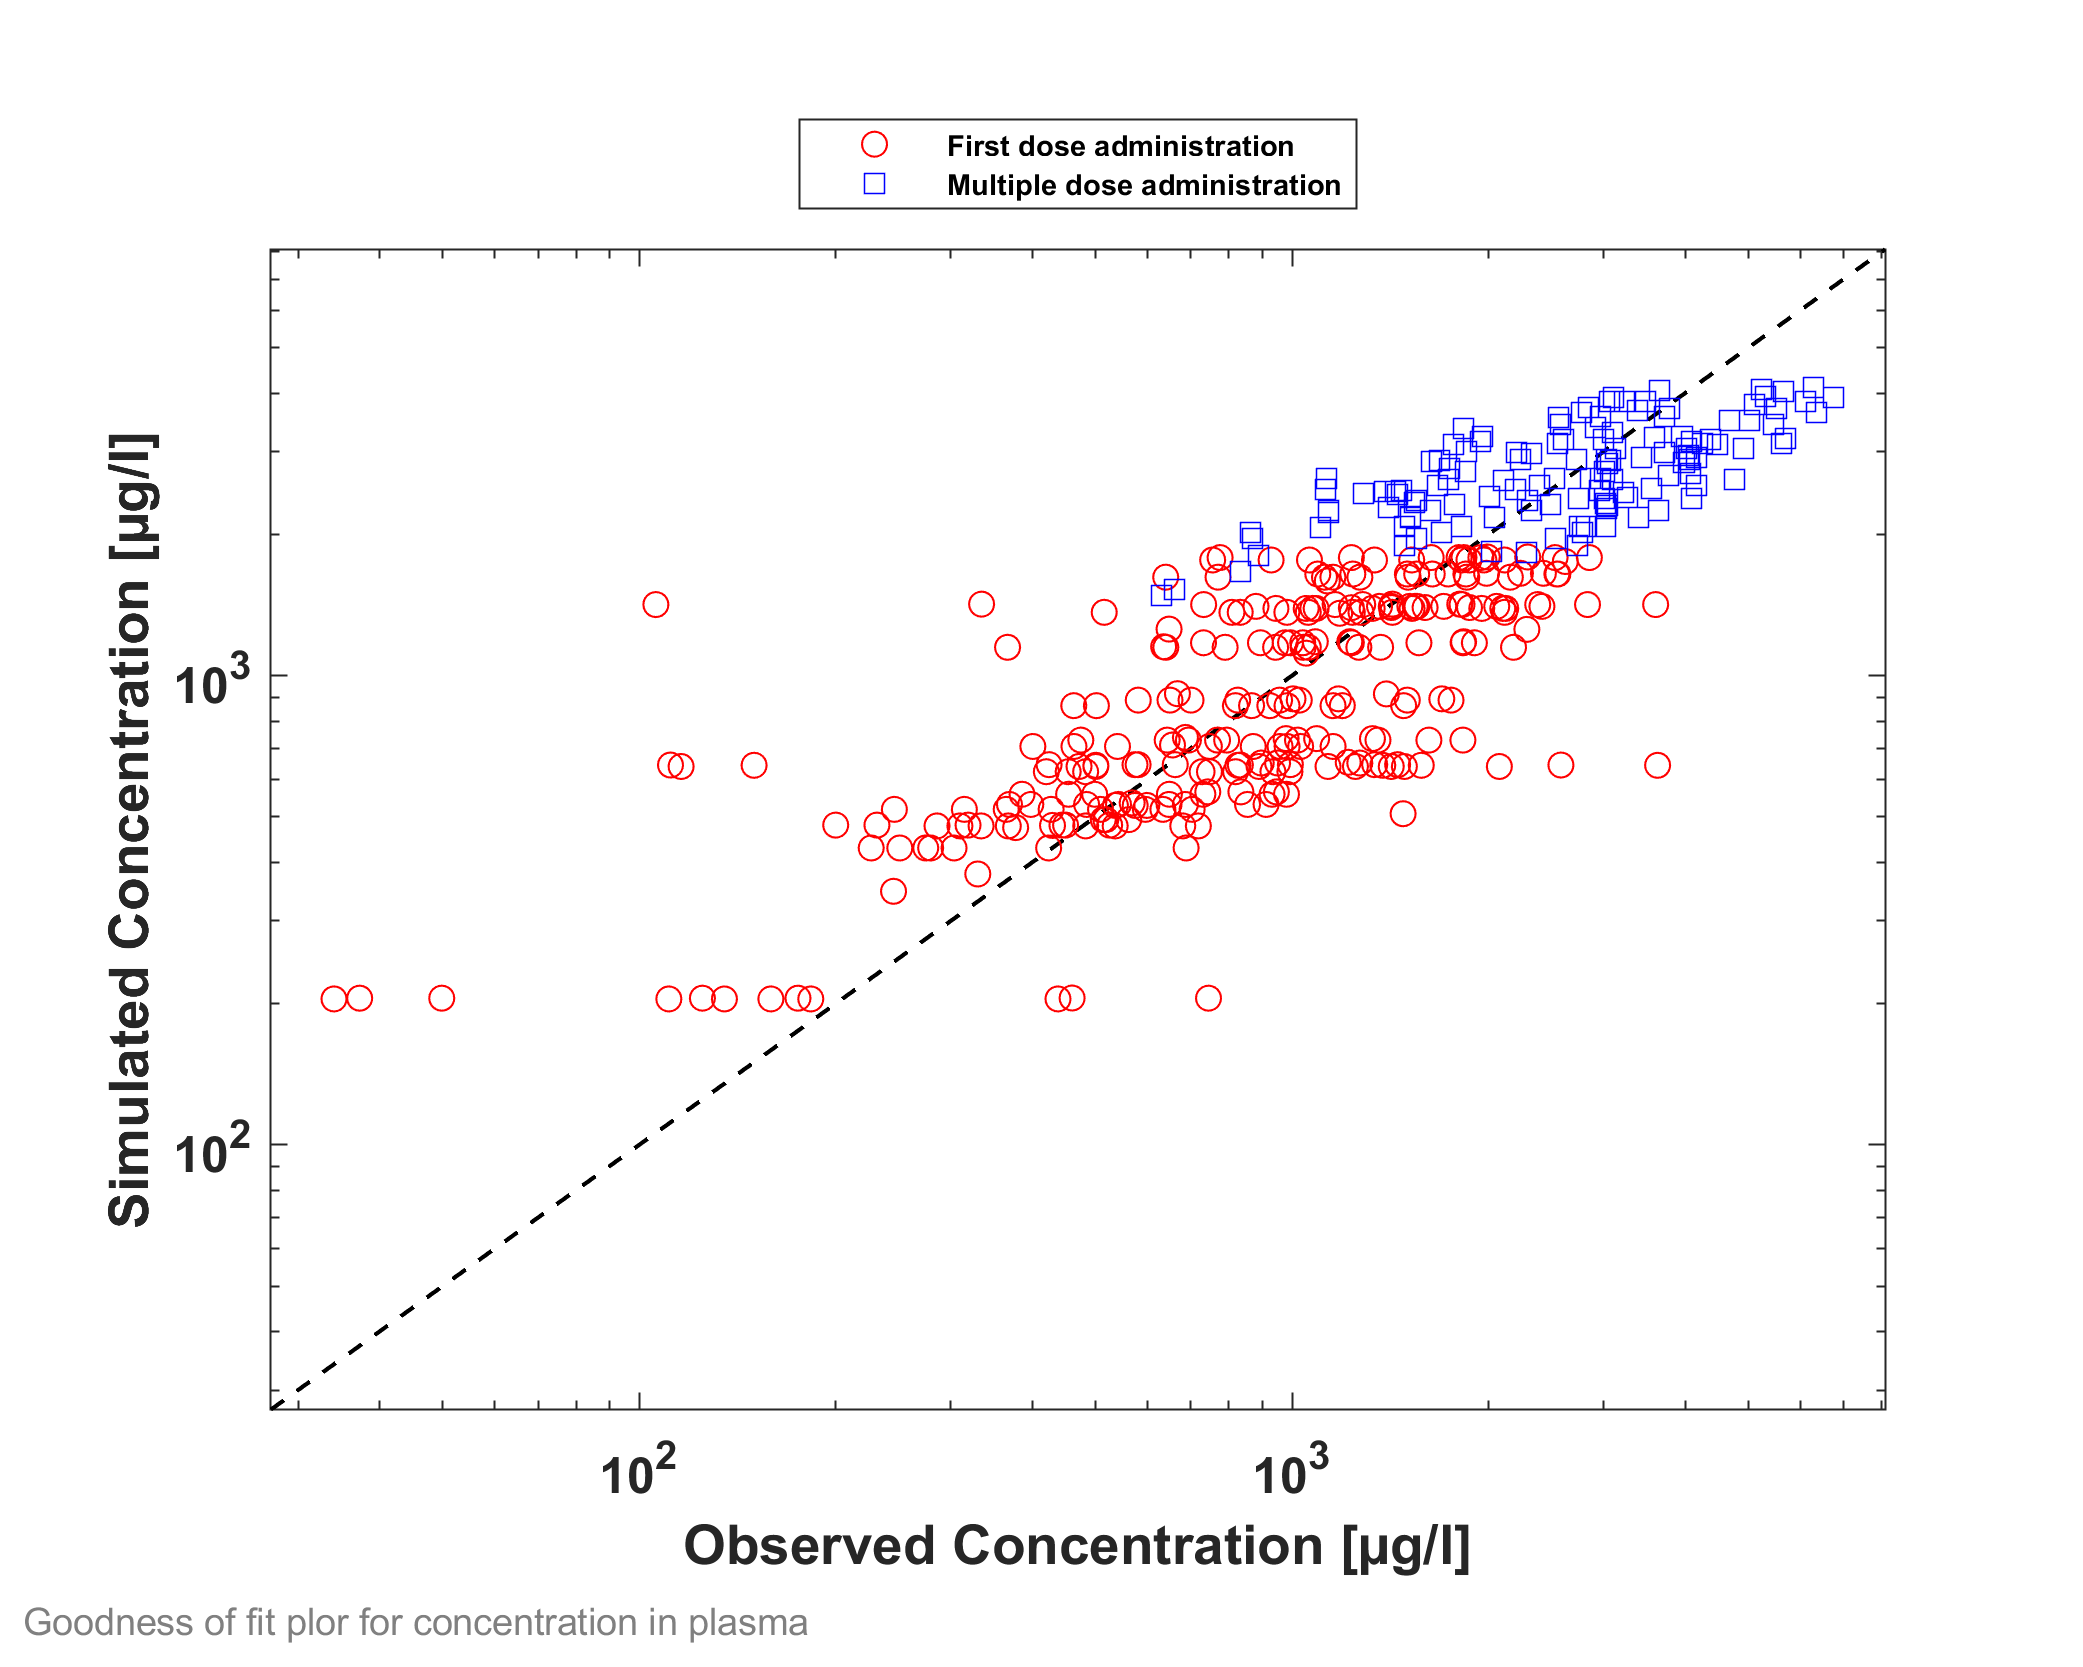 First dose administration
Multiple dose administration
Simulated Concentration [µg/l]
10³
10²
10²
10³
Observed Concentration [µg/l]
Goodness of fit plor for concentration in plasma